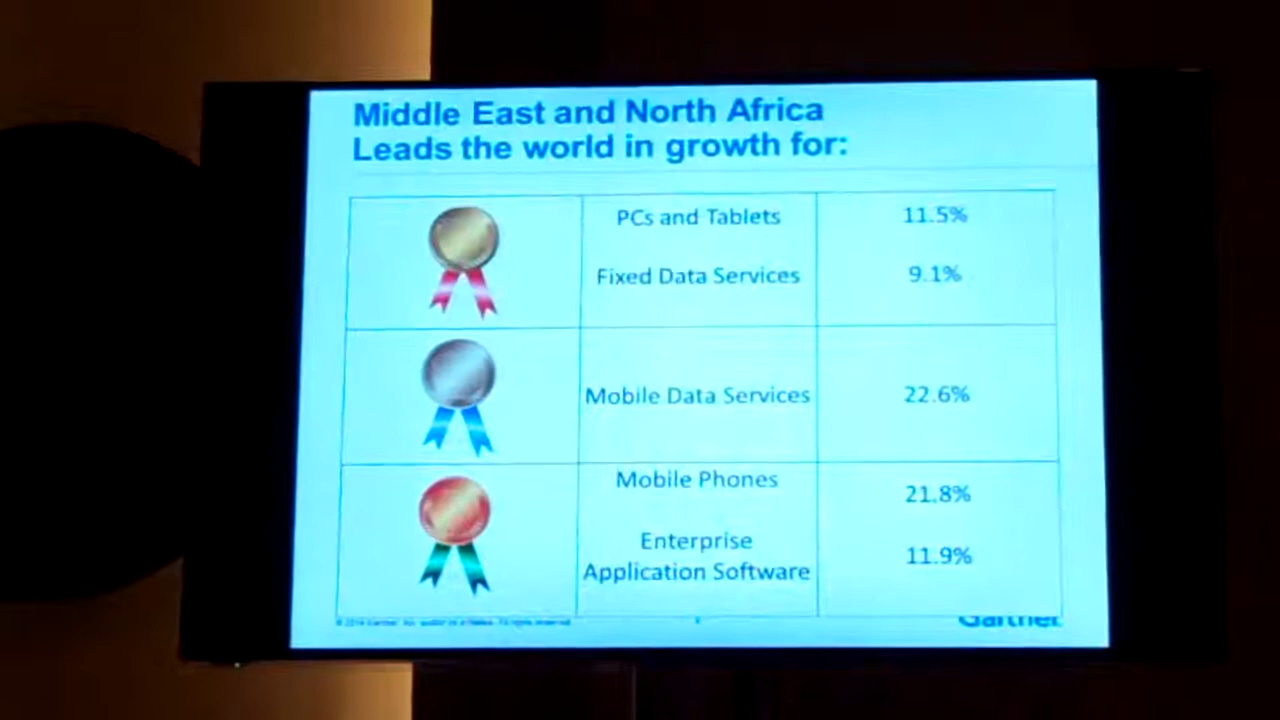 Middle East and North Africa
Leads the world in growth for:
PCs and Tablets 11.5%
Fixed Data Services 9.1%
Mobile Data Services 22.6%
Mobile Phones 21.8%
Enterprise
Application Software 11.9%
Gartner